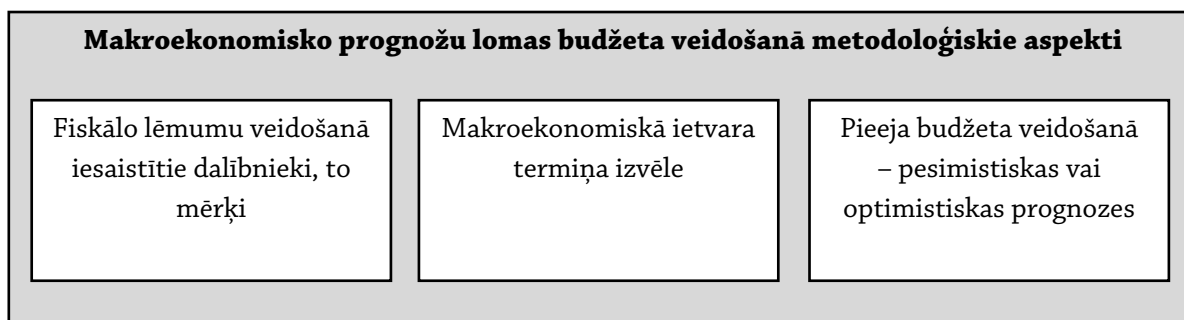 Makroekonomisko prognožu lomas budžeta veidošanā metodoloģiskie aspekti
Fiskālo lēmumu veidošanā
iesaistītie dalībnieki, to
mērķi
Makroekonomiskā ietvara
termiņa izvēle
Pieeja budžeta veidošanā
– pesimistiskas vai
optimistiskas prognozes